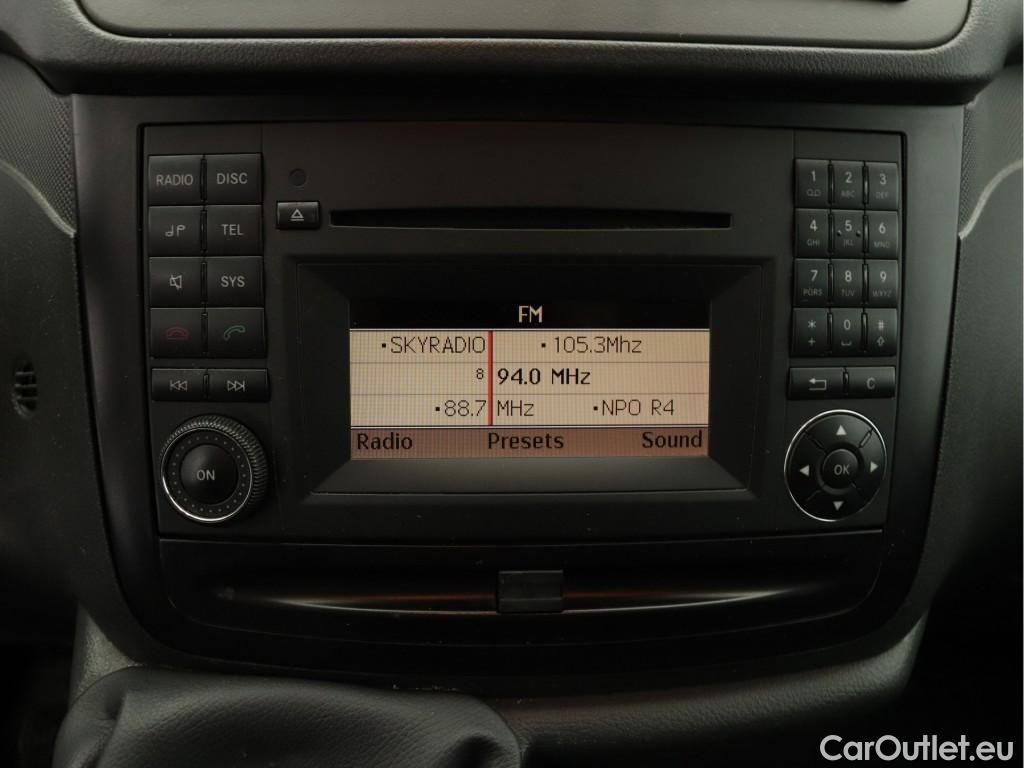 RADIO DISC
TEL
SYS
ON
FM
•SKYRADIO •105.3Mhz
8 94.0 MHz
•88.7 MHz •NPO R4
Radio Presets Sound
1 2 3
ABC DEF
4 5 6
GHI JKL MNO
7 8 9
PQRS TUV WXYZ
* 0 #
+
C
OK
CarOutlet.eu